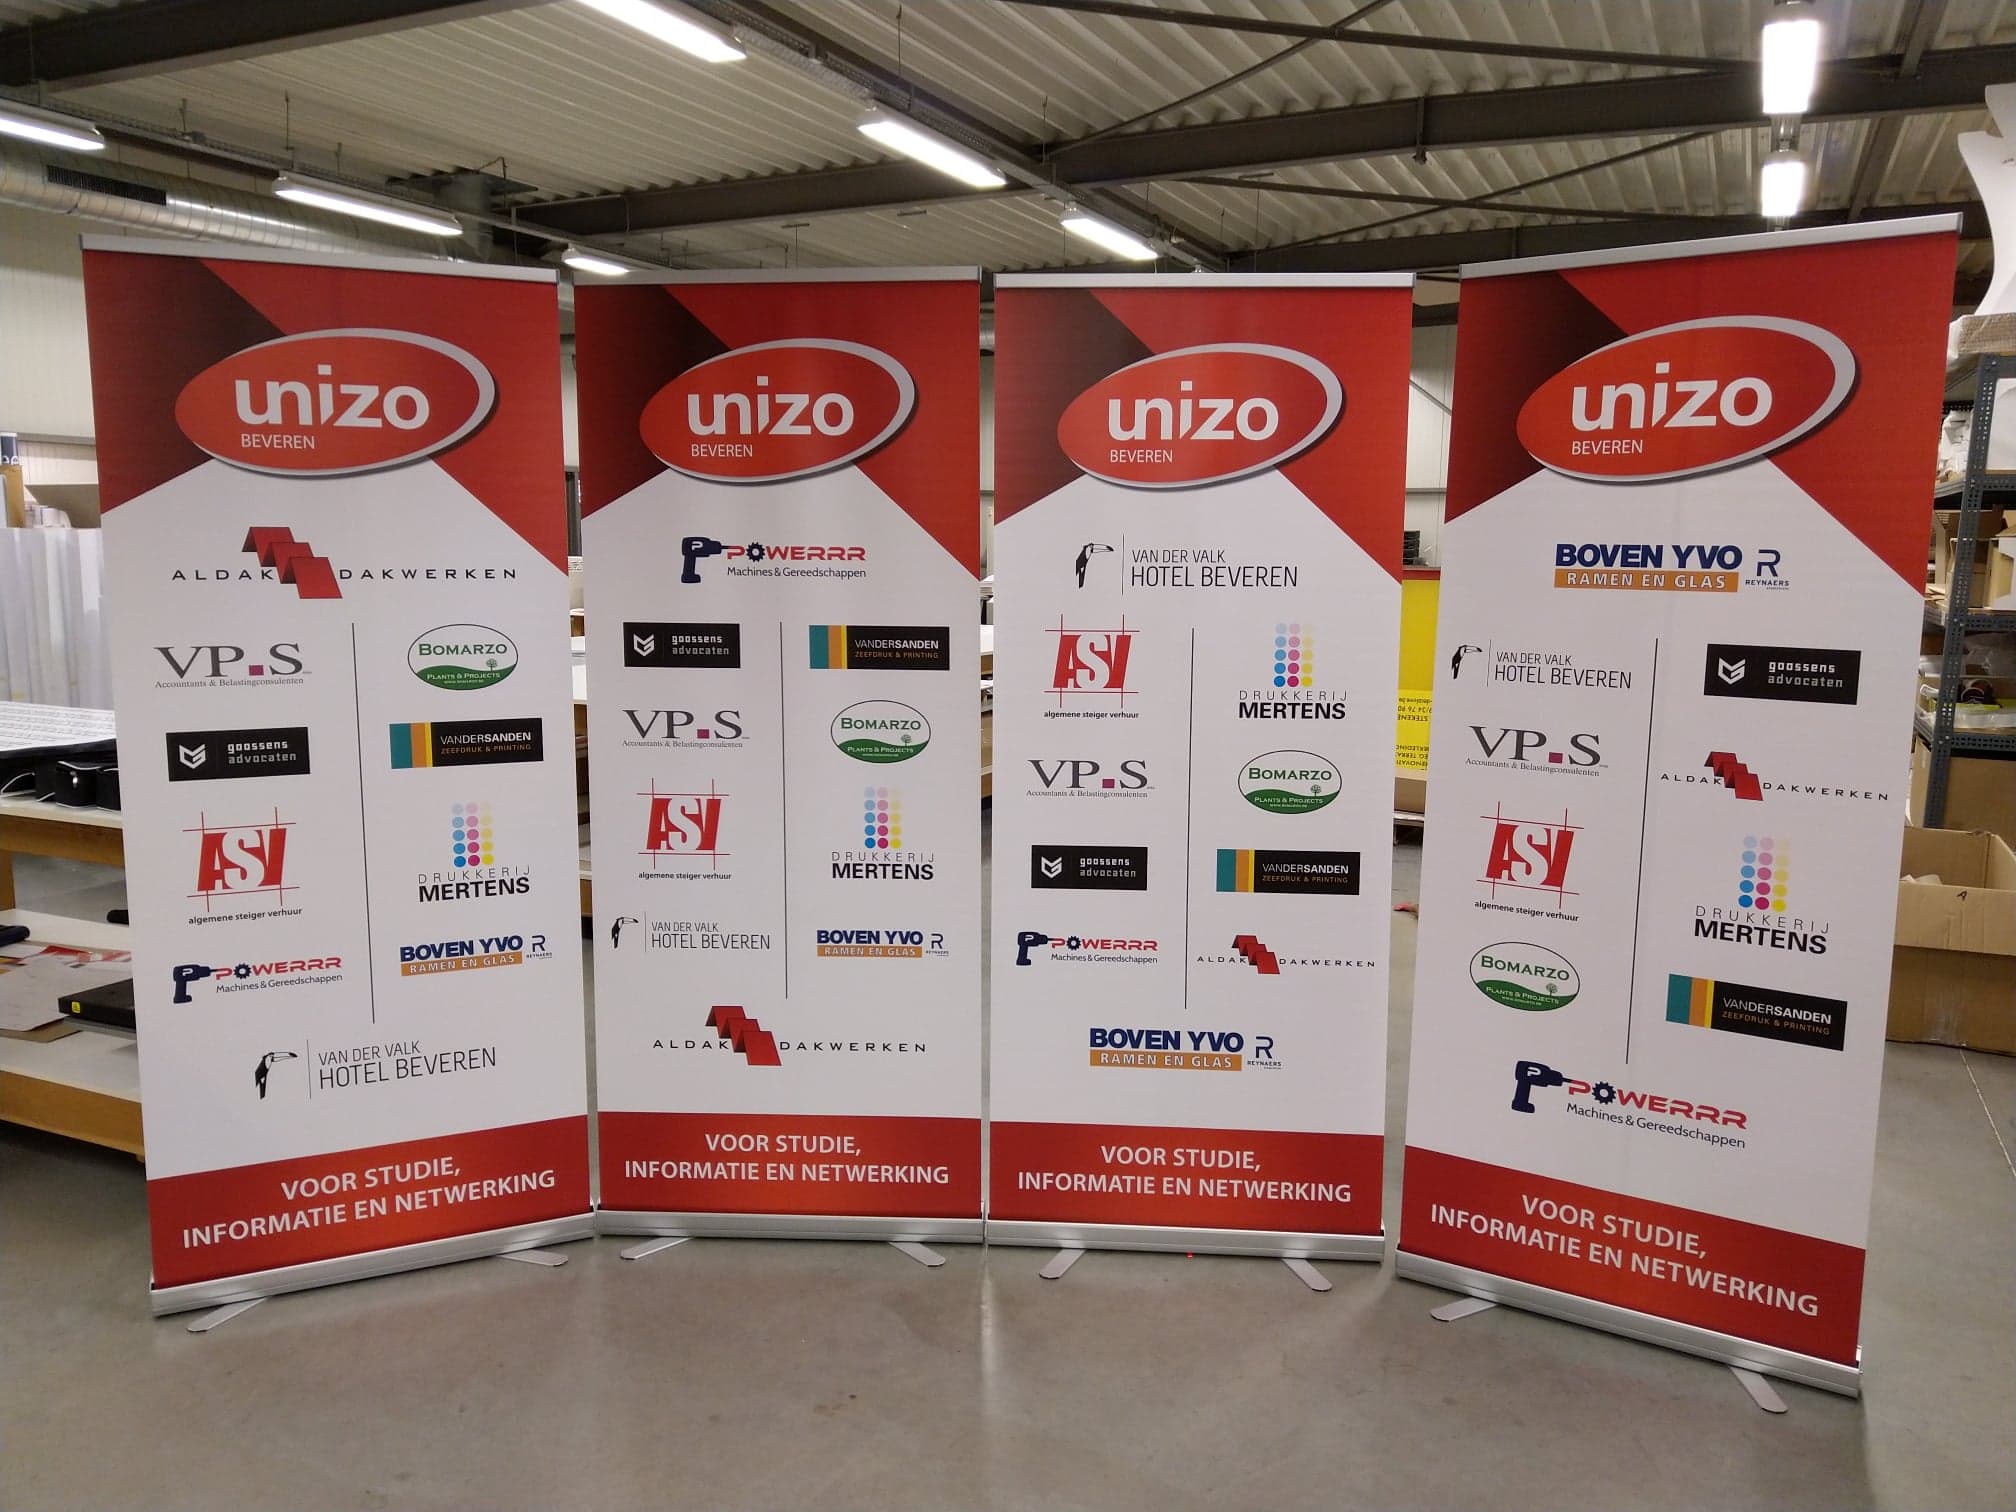 unizo
BEVEREN
ALDAK DAKWERKEN
VP.S
Accountants & Belastingconsulenten
BOMARZO
PLANTS & PROJECTS
goossens
advocaten
VANDERSANDEN
ZEEFDRUK & PRINTING
ASV
algemene steiger verhuur
DRUKKERIJ
MERTENS
POWERRR
Machines & Gereedschappen
BOVEN YVO
RAMEN EN GLAS
REYNAERS
VAN DER VALK
HOTEL BEVEREN
VOOR STUDIE,
INFORMATIE EN NETWERKING
unizo
BEVEREN
POWERRR
Machines & Gereedschappen
goossens
advocaten
VANDERSANDEN
ZEEFDRUK & PRINTING
VP.S
Accountants & Belastingconsulenten
BOMARZO
PLANTS & PROJECTS
ASV
algemene steiger verhuur
DRUKKERIJ
MERTENS
VAN DER VALK
HOTEL BEVEREN
BOVEN YVO
RAMEN EN GLAS
REYNAERS
ALDAK DAKWERKEN
VOOR STUDIE,
INFORMATIE EN NETWERKING
unizo
BEVEREN
VAN DER VALK
HOTEL BEVEREN
ASV
algemene steiger verhuur
DRUKKERIJ
MERTENS
VP.S
Accountants & Belastingconsulenten
BOMARZO
PLANTS & PROJECTS
goossens
advocaten
VANDERSANDEN
ZEEFDRUK & PRINTING
POWERRR
Machines & Gereedschappen
ALDAK DAKWERKEN
BOVEN YVO
RAMEN EN GLAS
REYNAERS
VOOR STUDIE,
INFORMATIE EN NETWERKING
unizo
BEVEREN
BOVEN YVO
RAMEN EN GLAS
REYNAERS
VAN DER VALK
HOTEL BEVEREN
goossens
advocaten
VP.S
Accountants & Belastingconsulenten
ALDAK DAKWERKEN
ASV
algemene steiger verhuur
DRUKKERIJ
MERTENS
BOMARZO
PLANTS & PROJECTS
VANDERSANDEN
ZEEFDRUK & PRINTING
POWERRR
Machines & Gereedschappen
VOOR STUDIE,
INFORMATIE EN NETWERKING